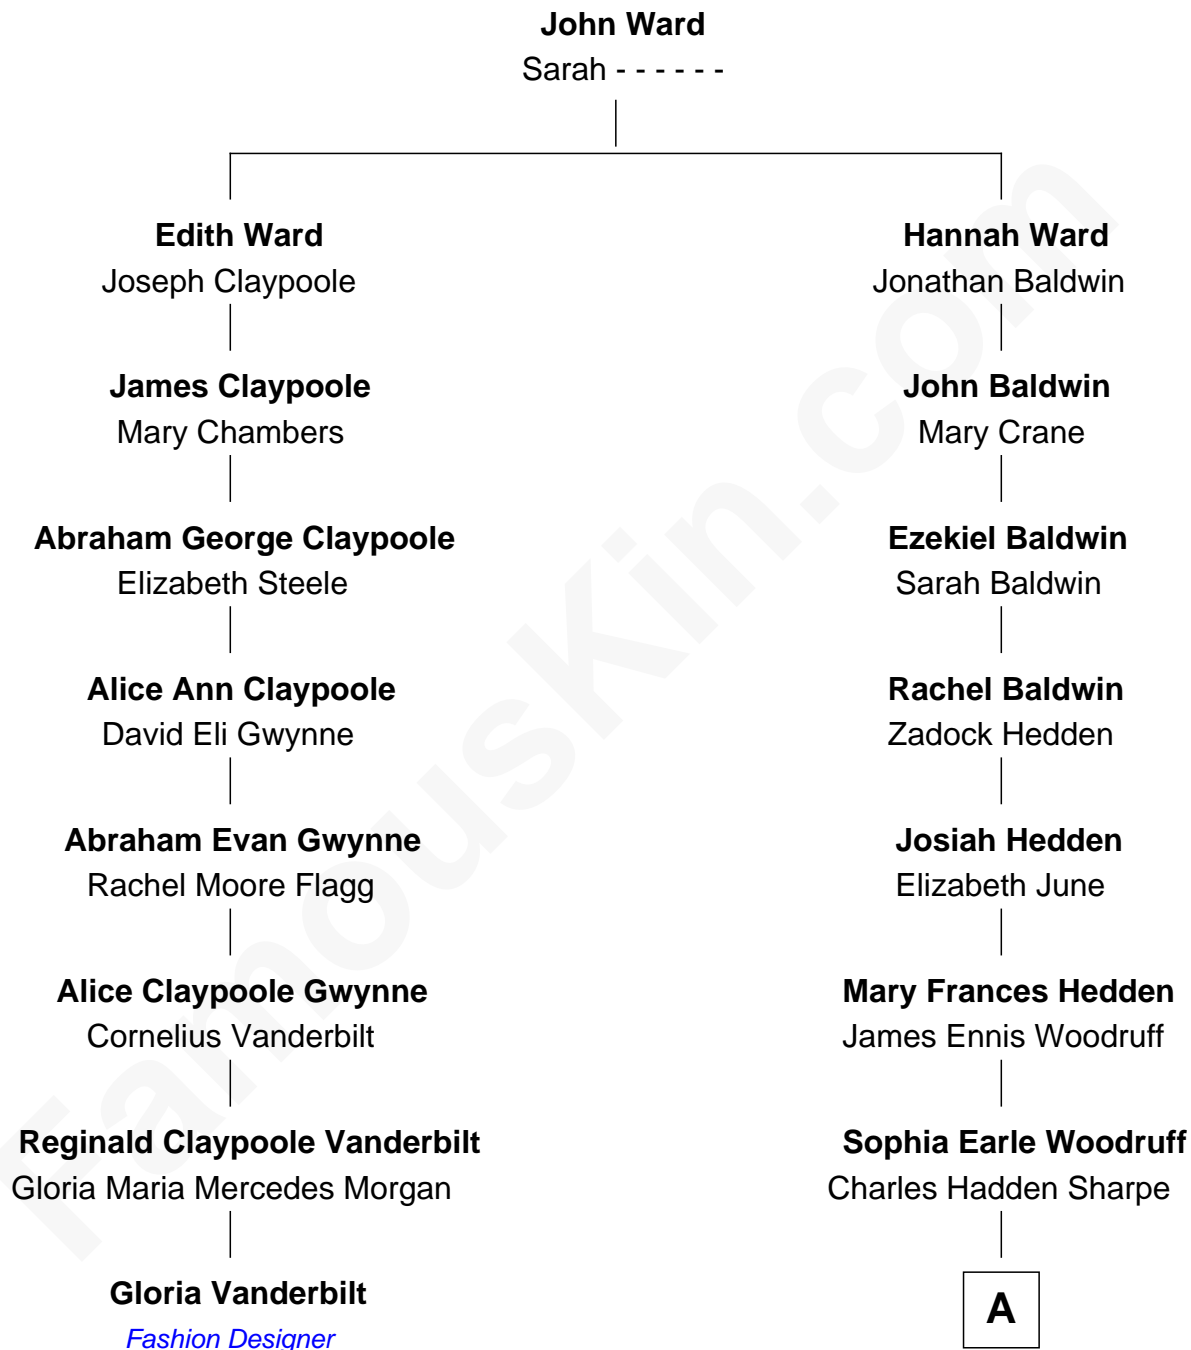 John Ward
Sarah - - - - - -
Edith Ward
Joseph Claypoole
James Claypoole
Mary Chambers
Abraham George Claypoole
Elizabeth Steele
Alice Ann Claypoole
David Eli Gwynne
Abraham Evan Gwynne
Rachel Moore Flagg
Alice Claypoole Gwynne
Cornelius Vanderbilt
Reginald Claypoole Vanderbilt
Gloria Maria Mercedes Morgan
Gloria Vanderbilt
Fashion Designer
Hannah Ward
Jonathan Baldwin
John Baldwin
Mary Crane
Ezekiel Baldwin
Sarah Baldwin
Rachel Baldwin
Zadock Hedden
Josiah Hedden
Elizabeth June
Mary Frances Hedden
James Ennis Woodruff
Sophia Earle Woodruff
Charles Hadden Sharpe
A
FamousKin.com